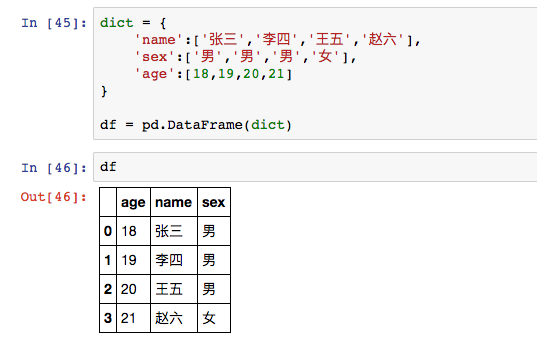 In [45]: dict = {
'name':['张三','李四','王五','赵六'],
'sex':['男','男','男','女'],
'age':[18,19,20,21]
}
df = pd.DataFrame(dict)
In [46]: df
Out[46]:
age name sex
0 18 张三 男
1 19 李四 男
2 20 王五 男
3 21 赵六 女